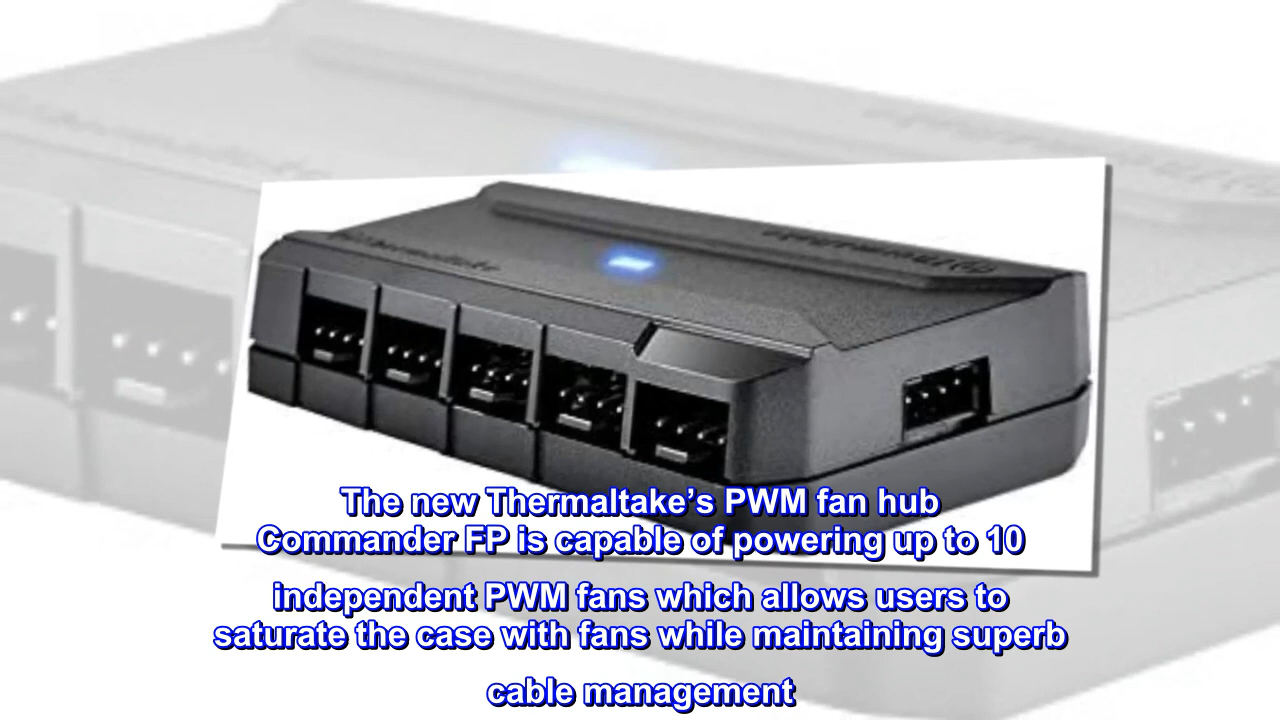 thermaltake
The new Thermaltake’s PWM fan hub
Commander FP is capable of powering up to 10
independent PWM fans which allows users to
saturate the case with fans while maintaining superb
cable management